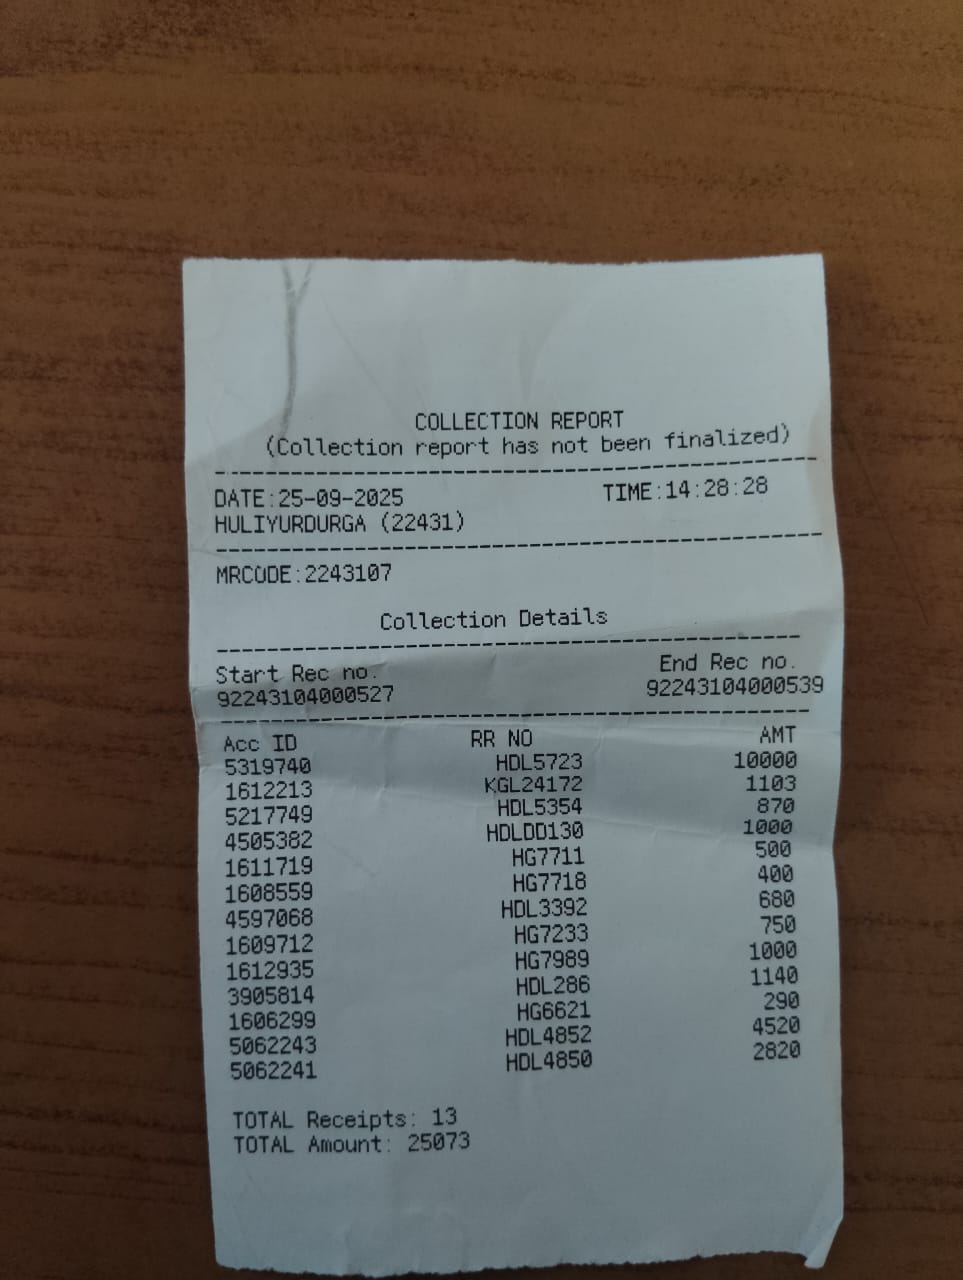 COLLECTION REPORT
(Collection report has not been finalized)
DATE:25-09-2025 TIME:14:28:28
HULIYURDURGA (22431)
MRCODE:2243107
Collection Details
Start Rec no. End Rec no.
92243104000527 92243104000539
Acc ID RR NO AMT
5319740 HDL5723 10000
1612213 KGL24172 1103
5217749 HDL5354 870
4505382 HDLDD130 1000
1611719 HG7711 500
1608559 HG7718 400
4597068 HDL3392 680
1609712 HG7233 750
1612935 HG7989 1000
3905814 HDL286 1140
1606299 HG6621 290
5062243 HDL4852 4520
5062241 HDL4850 2820
TOTAL Receipts: 13
TOTAL Amount: 25073